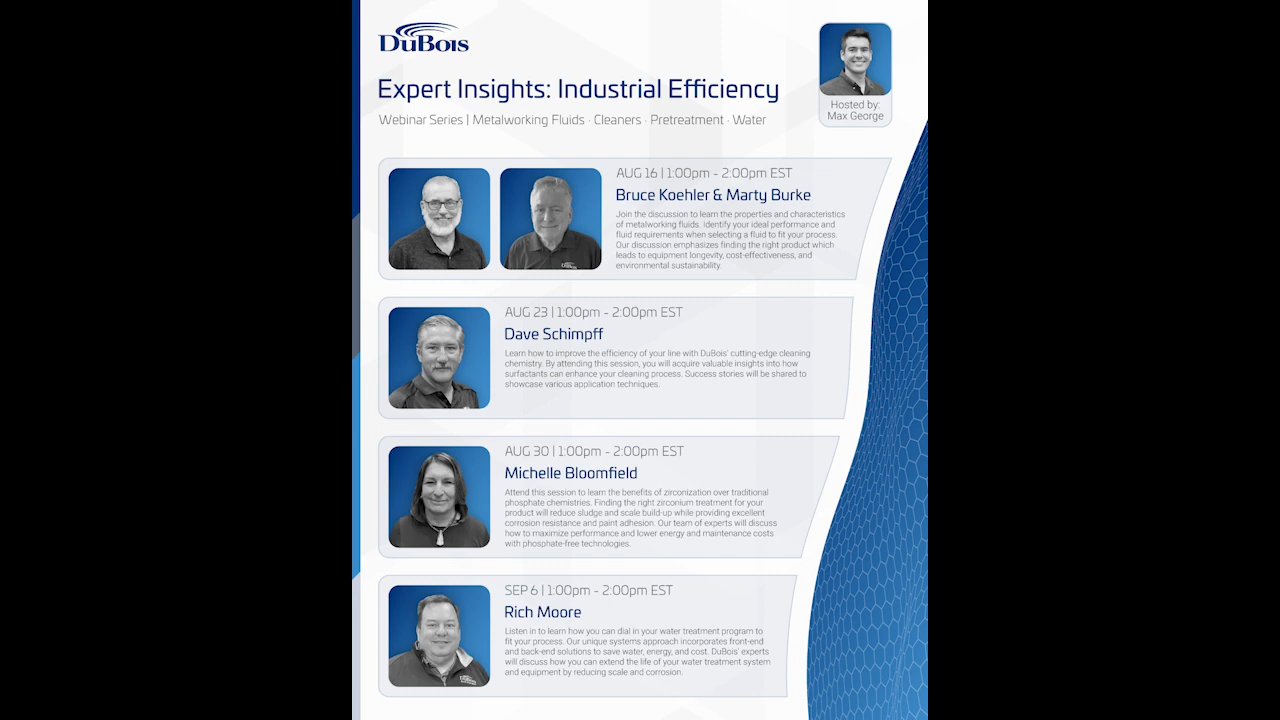 DuBois
Expert Insights: Industrial Efficiency
Webinar Series | Metalworking Fluids · Cleaners · Pretreatment · Water
Hosted by:
Max George
AUG 16 | 1:00pm - 2:00pm EST
Bruce Koehler & Marty Burke
Join the discussion to learn the properties and characteristics
of metalworking fluids. Identify your ideal performance and
fluid requirements when selecting a fluid to fit your process.
Our discussion emphasizes finding the right product which
leads to equipment longevity, cost-effectiveness, and
environmental sustainability.
AUG 23 | 1:00pm - 2:00pm EST
Dave Schimpff
Learn how to improve the efficiency of your line with DuBois' cutting-edge cleaning
chemistry. By attending this session, you will acquire valuable insights into how
surfactants can enhance your cleaning process. Success stories will be shared to
showcase various application techniques.
AUG 30 | 1:00pm - 2:00pm EST
Michelle Bloomfield
Attend this session to learn the benefits of zirconization over traditional
phosphate chemistries. Finding the right zirconium treatment for your
product will reduce sludge and scale build-up while providing excellent
corrosion resistance and paint adhesion. Our team of experts will discuss
how to maximize performance and lower energy and maintenance costs
with phosphate-free technologies.
SEP 6 | 1:00pm - 2:00pm EST
Rich Moore
Listen in to learn how you can dial in your water treatment program to
fit your process. Our unique systems approach incorporates front-end
and back-end solutions to save water, energy, and cost. DuBois' experts
will discuss how you can extend the life of your water treatment system
and equipment by reducing scale and corrosion.
DuBois